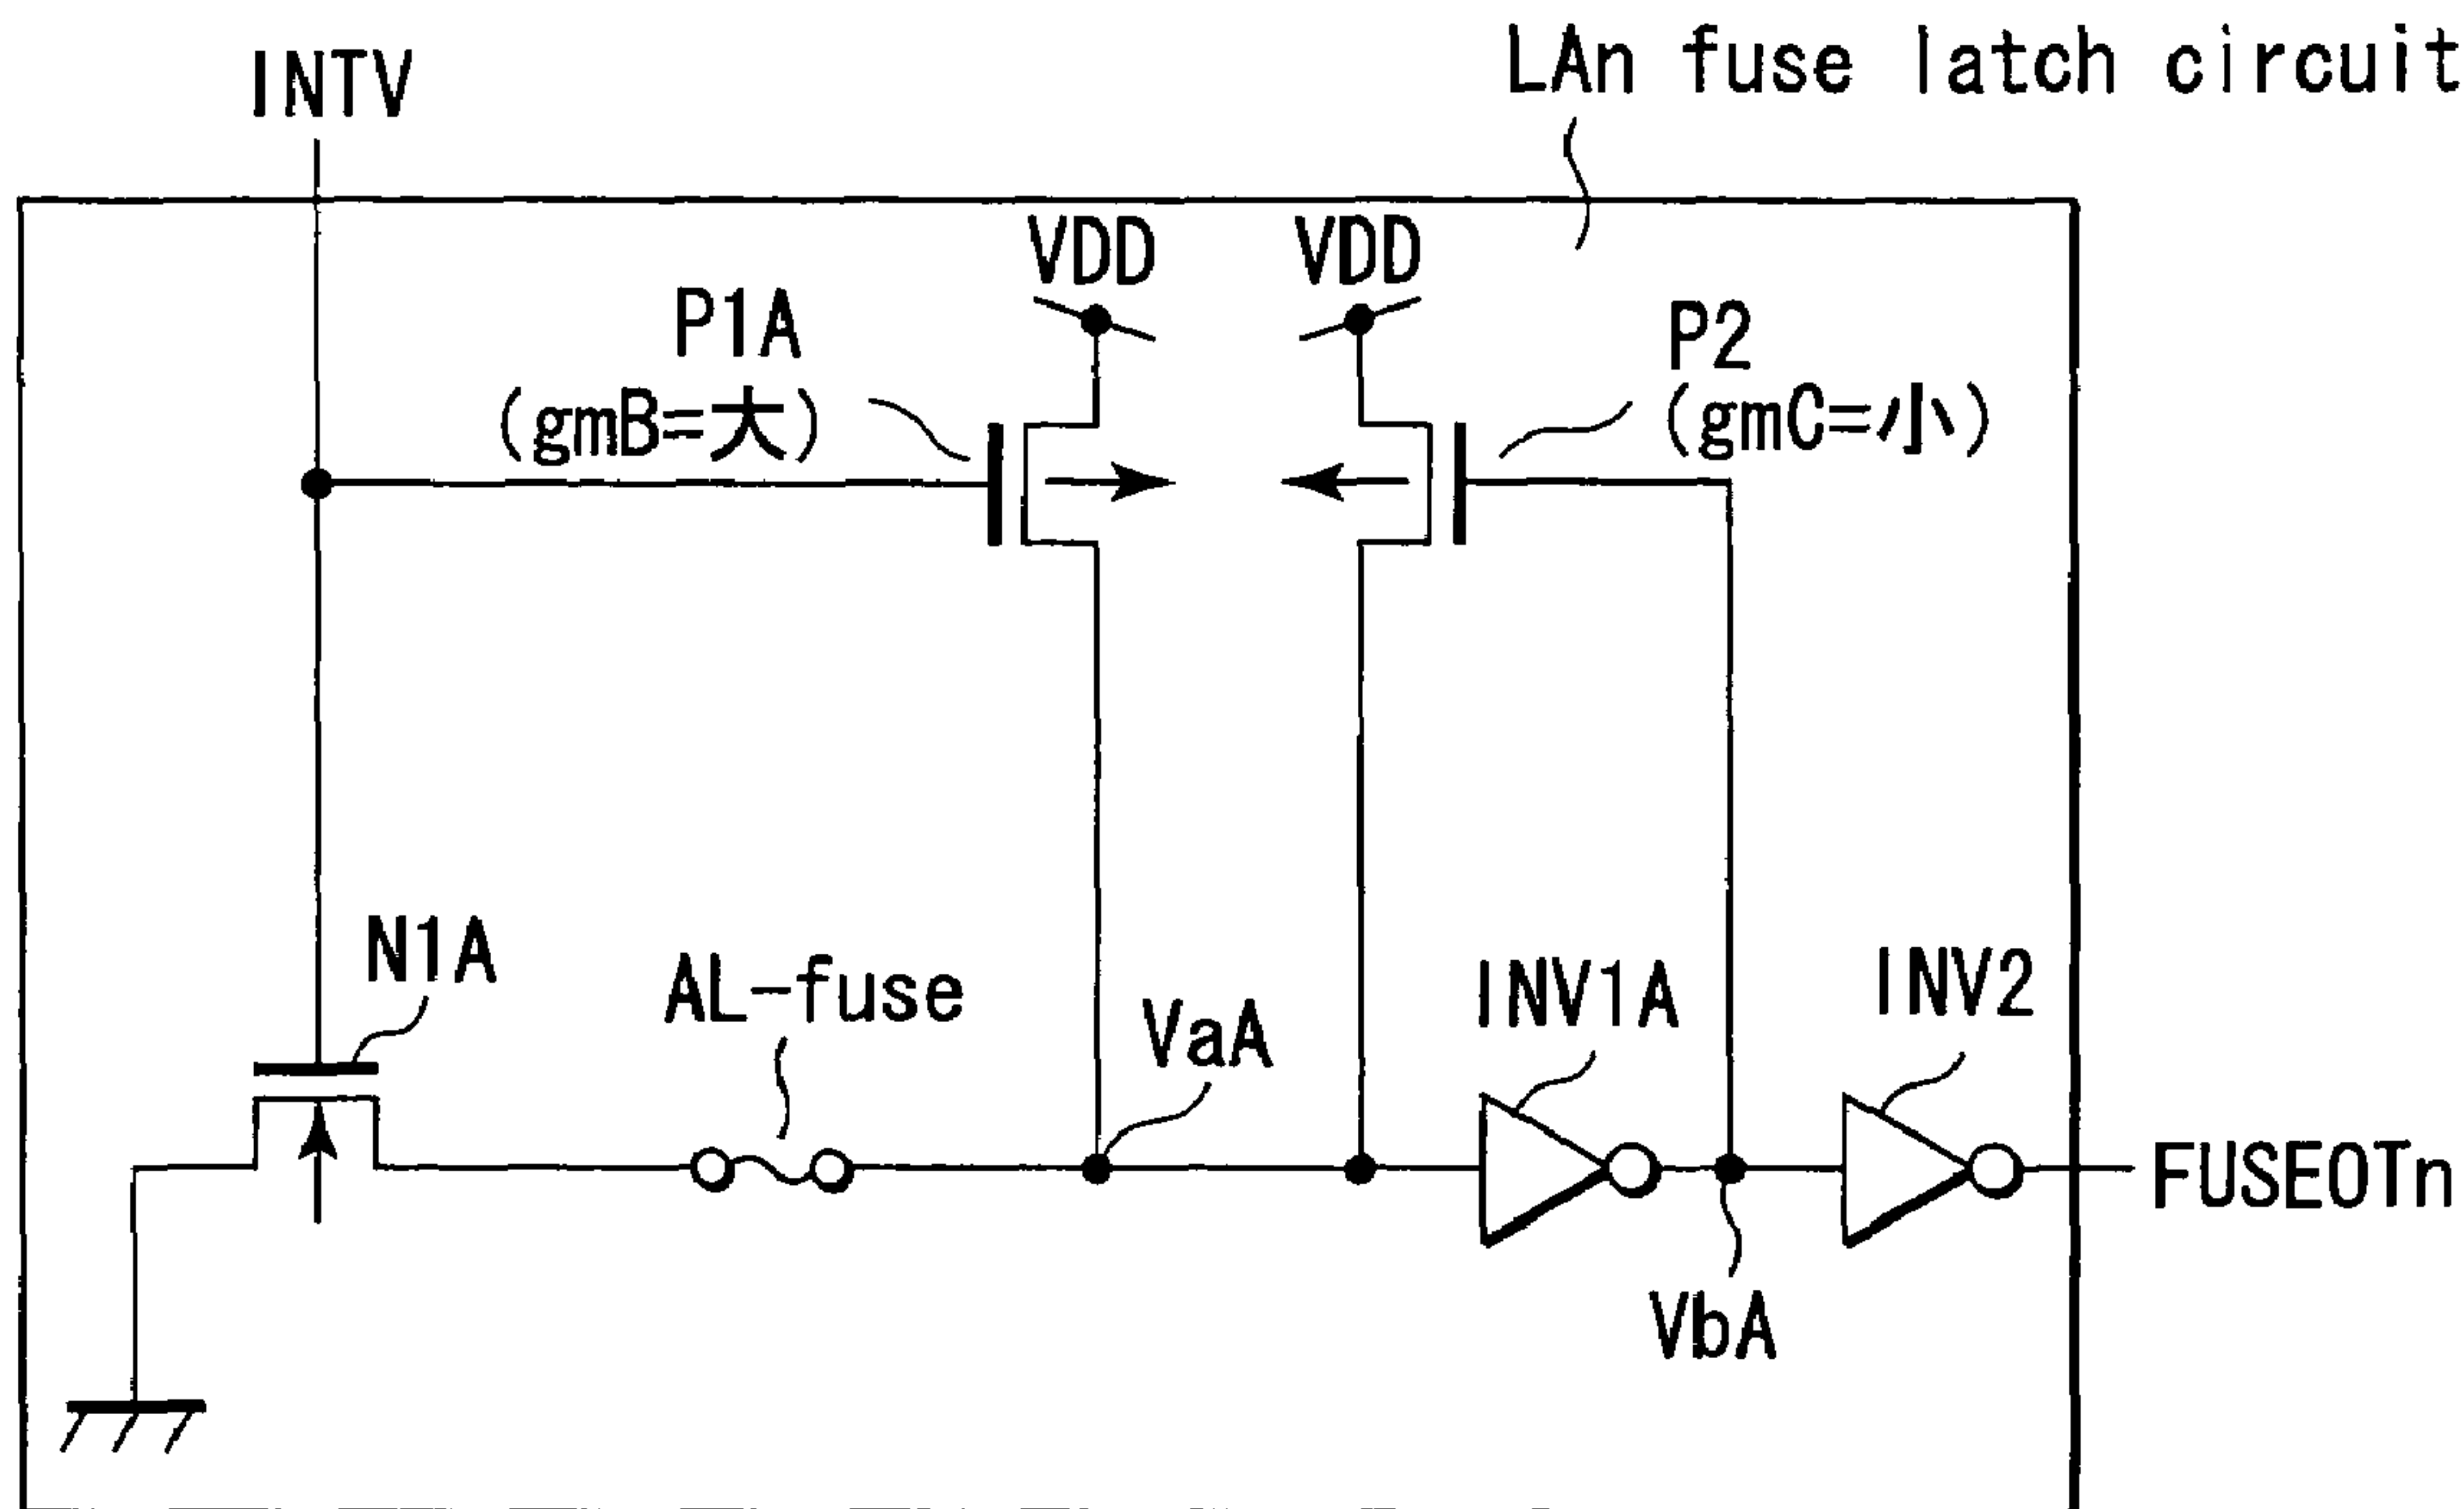 LAn fuse latch circuit
INTV
VDD
VDD
P1A
(gmB=大)
P2
(gmC=小)
N1A
AL-fuse
VaA
INV1A
INV2
FUSEOTn
VbA